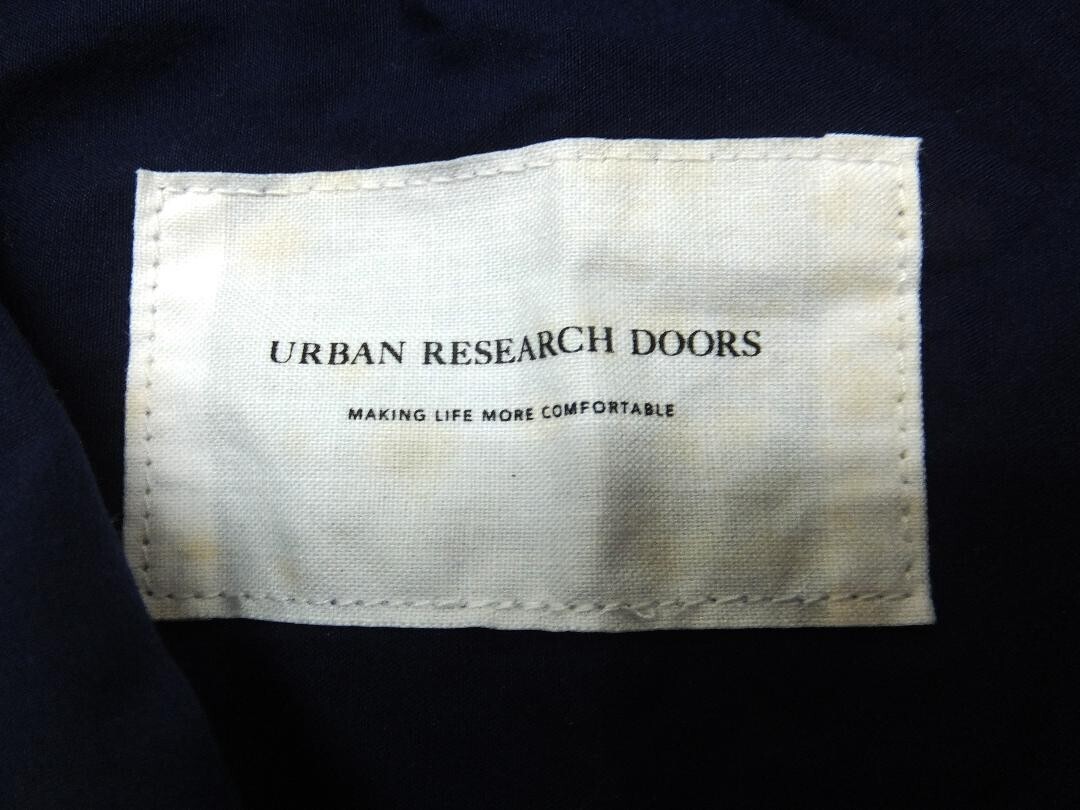 URBAN RESEARCH DOORS
MAKING LIFE MORE COMFORTABLE